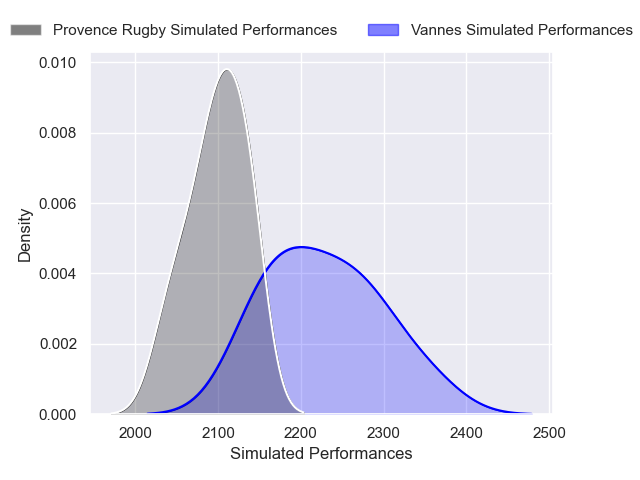 Provence Rugby Simulated Performances
Vannes Simulated Performances
0.010
0.008
0.006
0.004
0.002
0.000
Density
2000 2100 2200 2300 2400 2500
Simulated Performances